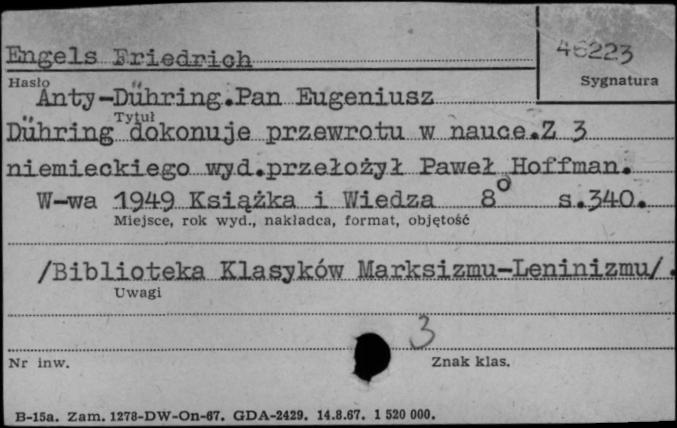 Engels Friedrich
46223
Hasło
Sygnatura
Anty-Dühring.Pan Eugeniusz
Tytuł
Dühring dokonuje przewrotu w nauce.Z 3
niemieckiego wyd.przełożył Paweł Hoffman.
W-wa 1949 Książka i Wiedza 8° s.340.
Miejsce, rok wyd., nakładca, format, objętość
/Biblioteka Klasyków Marksizmu-Leninizmu/.
Uwagi
3
Nr inw.
Znak klas.
B-15a. Zam. 1278-DW-On-67. GDA-2429. 14.8.67. 1 520 000.